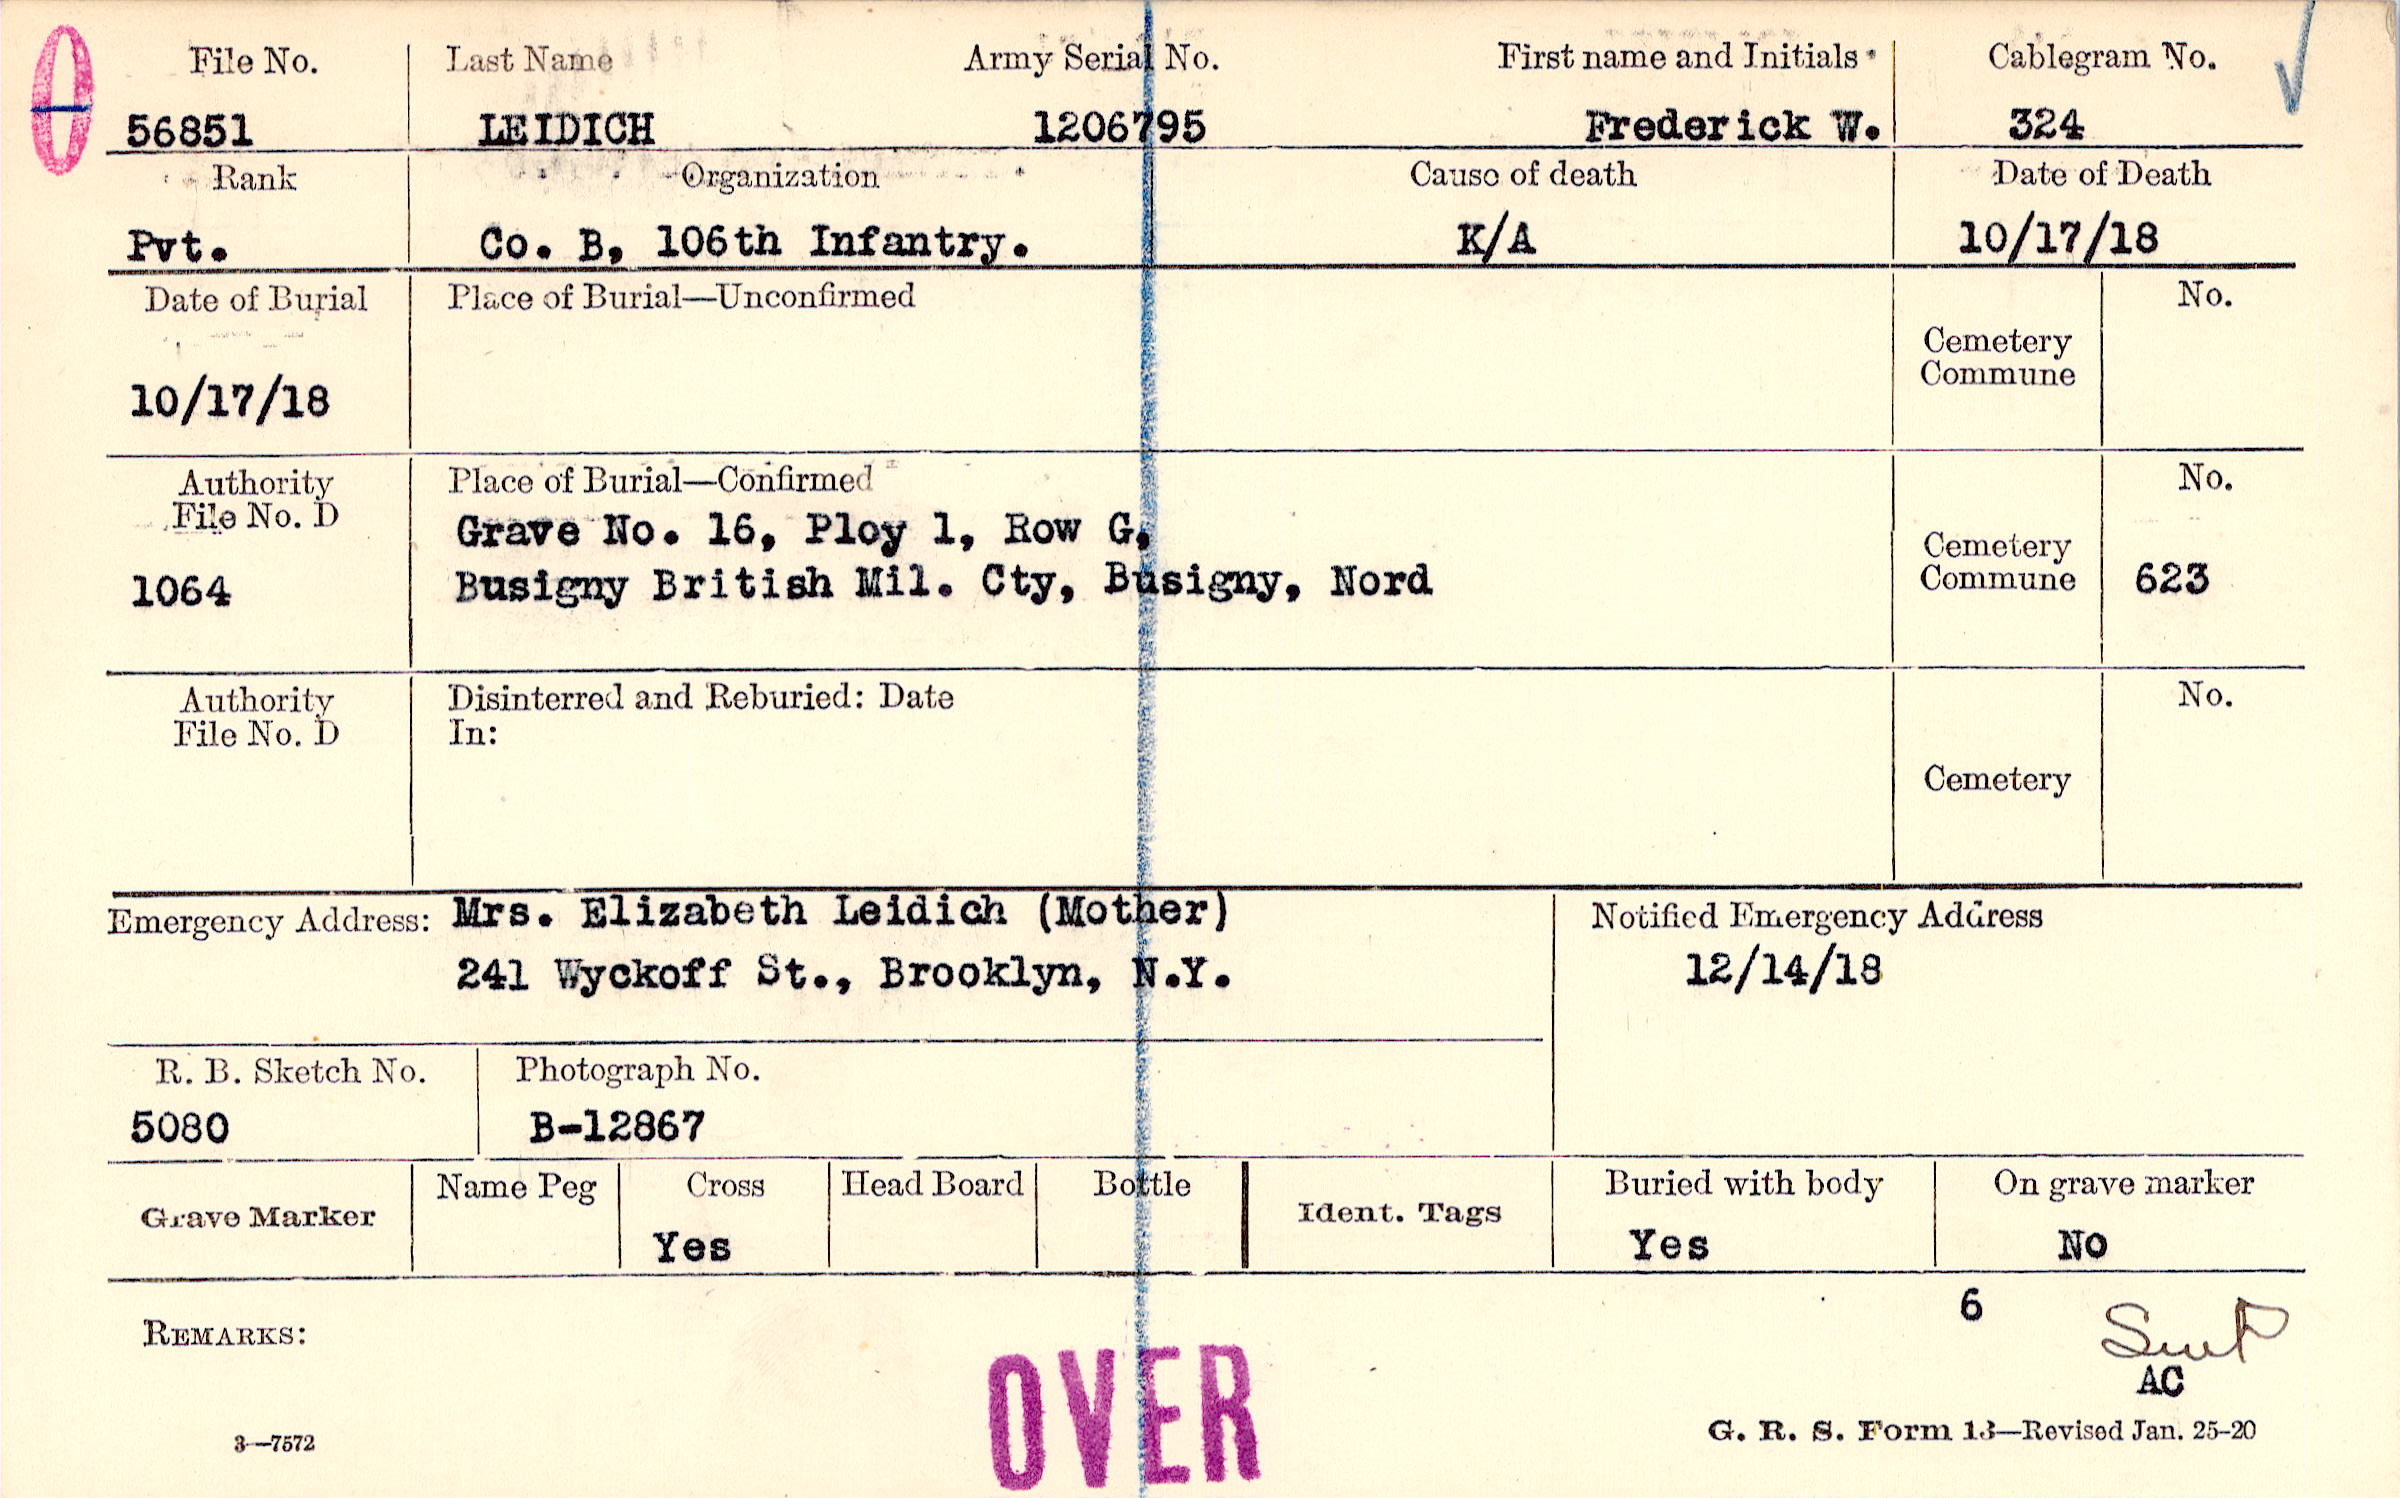 File No. Last Name Army Serial No. First name and Initials Cablegram No.
56851 LEIDICH 1206795 Frederick W. 324
Rank Organization Cause of death Date of Death
Pvt. Co. B, 106th Infantry. K/A 10/17/18
Date of Burial Place of Burial—Unconfirmed No.
Cemetery
Commune
10/17/18
Authority Place of Burial—Confirmed No.
File No. D
Grave No. 16, Ploy 1, Row G,
Cemetery
1064 Busigny British Mil. Cty, Busigny, Nord Commune 623
Authority Disinterred and Reburied: Date No.
File No. D In:
Cemetery
Emergency Address: Mrs. Elizabeth Leidich (Mother) Notified Emergency Address
241 Wyckoff St., Brooklyn, N.Y. 12/14/18
R. B. Sketch No. Photograph No.
5080 B-12867
Grave Marker Name Peg Cross Head Board Bottle Ident. Tags Buried with body On grave marker
Yes Yes No
6
REMARKS:
AC
OVER
3—7572 G. R. S. Form 13—Revised Jan. 25-20